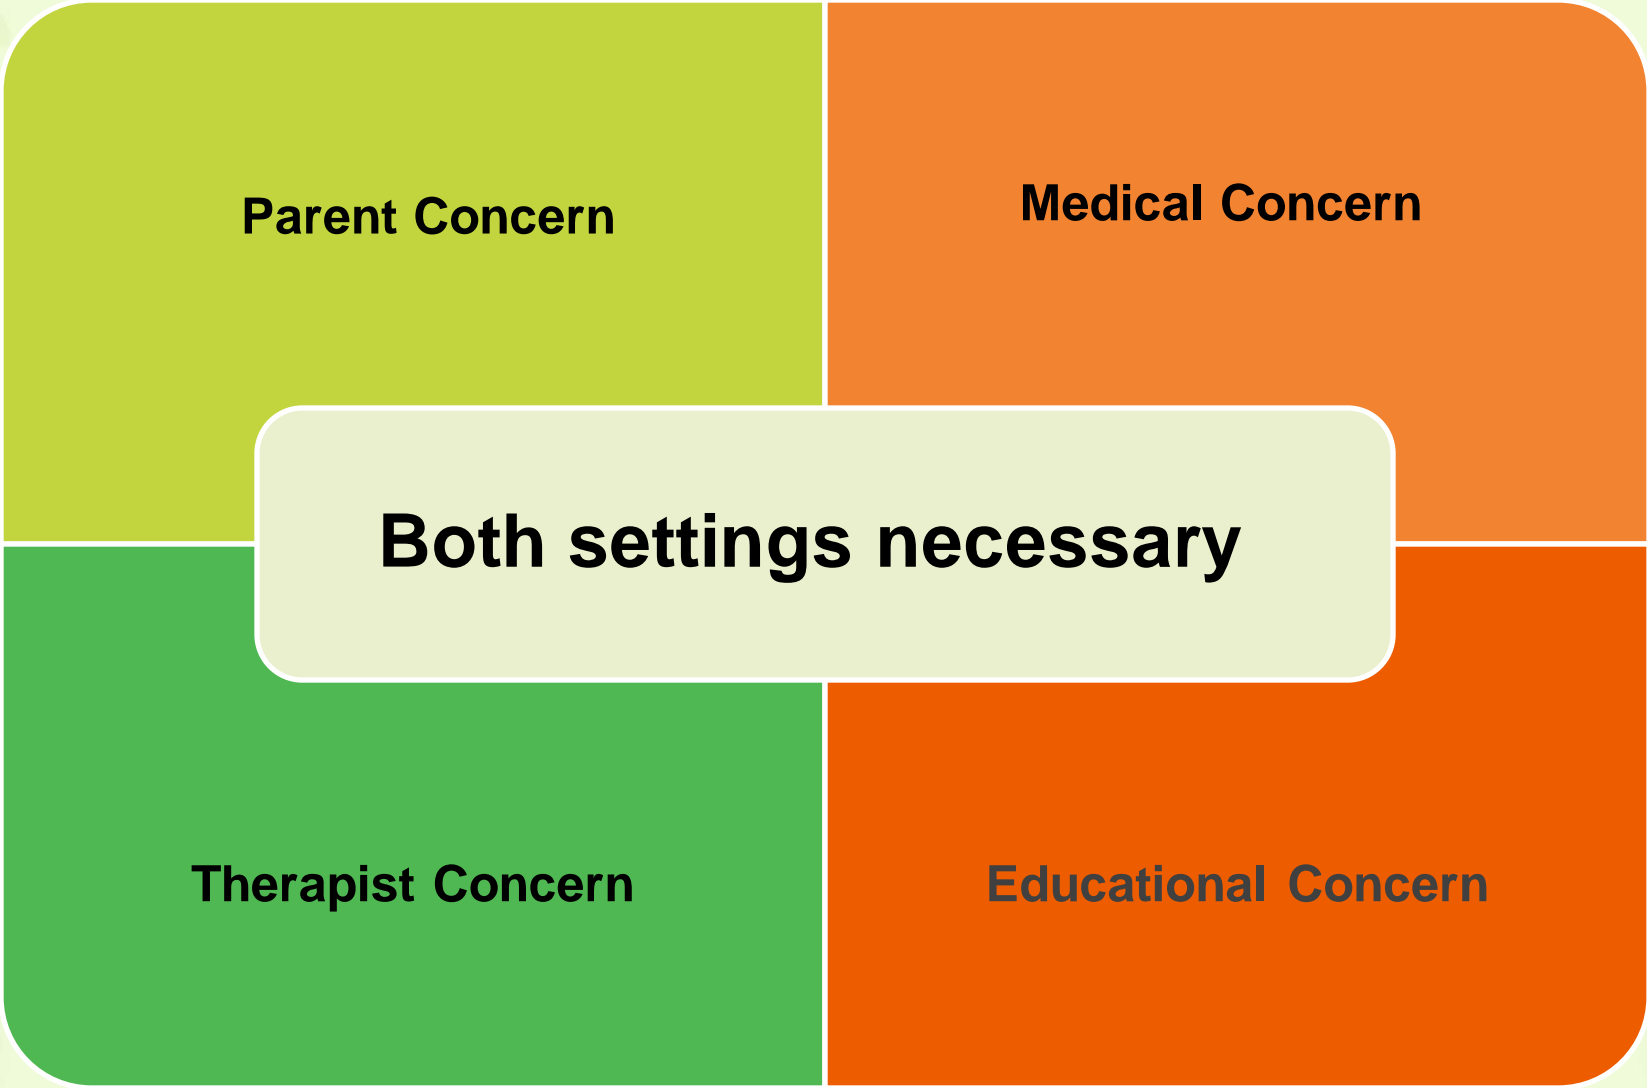 Parent Concern
Medical Concern
Both settings necessary
Therapist Concern
Educational Concern